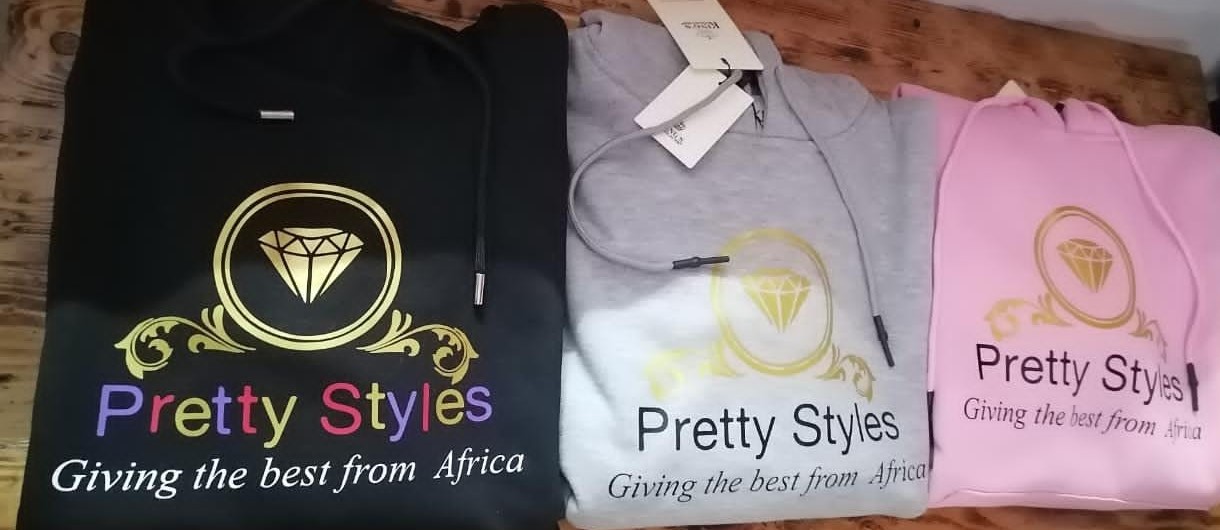 Pretty Styles
Giving the best from Africa
KING'S
Pretty Styles
Giving the best from Africa
Pretty Styles
Giving the best from Africa